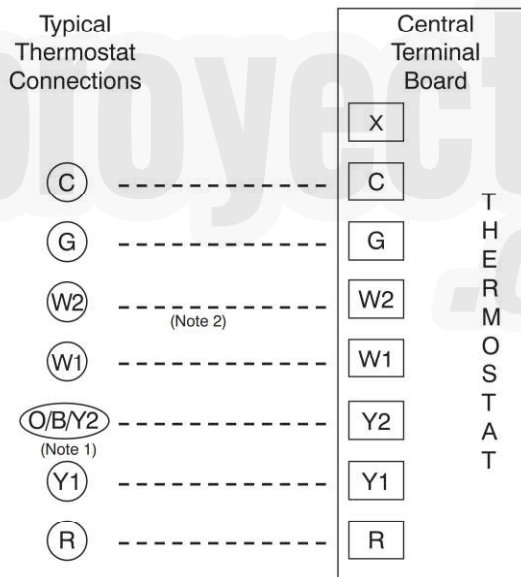 Typical
Thermostat
Connections
Central
Terminal
Board
X
C
C
G
G
W2
(Note 2)
W2
W1
W1
O/B/Y2
(Note 1)
Y2
Y1
Y1
R
R
THERMOSTAT
proyect